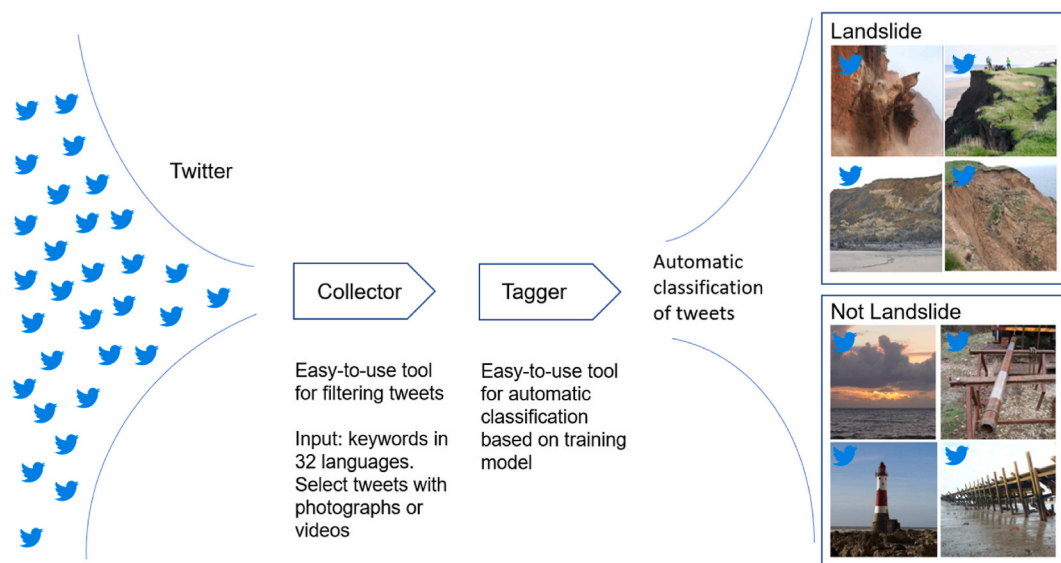 Twitter
Collector
Easy-to-use tool
for filtering tweets
Input: keywords in
32 languages.
Select tweets with
photographs or
videos
Tagger
Easy-to-use tool
for automatic
classification
based on training
model
Automatic
classification
of tweets
Landslide
Not Landslide